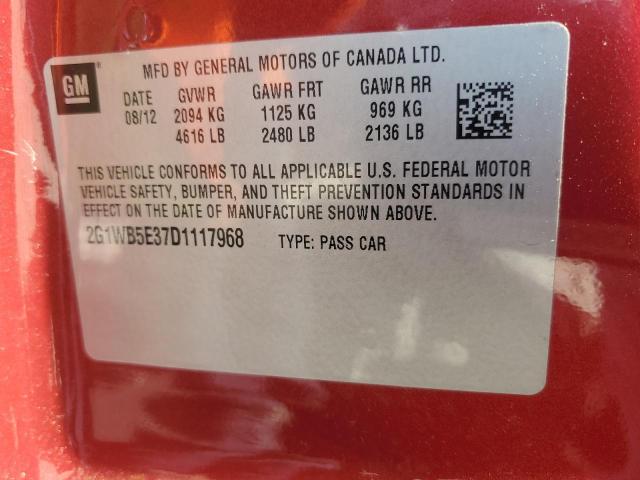 GM
MFD BY GENERAL MOTORS OF CANADA LTD.
DATE GVWR GAWR FRT GAWR RR
08/12 2094 KG 1125 KG 969 KG
4616 LB 2480 LB 2136 LB
THIS VEHICLE CONFORMS TO ALL APPLICABLE U.S. FEDERAL MOTOR
VEHICLE SAFETY, BUMPER, AND THEFT PREVENTION STANDARDS IN
EFFECT ON THE DATE OF MANUFACTURE SHOWN ABOVE.
2G1WB5E37D1117968 TYPE: PASS CAR